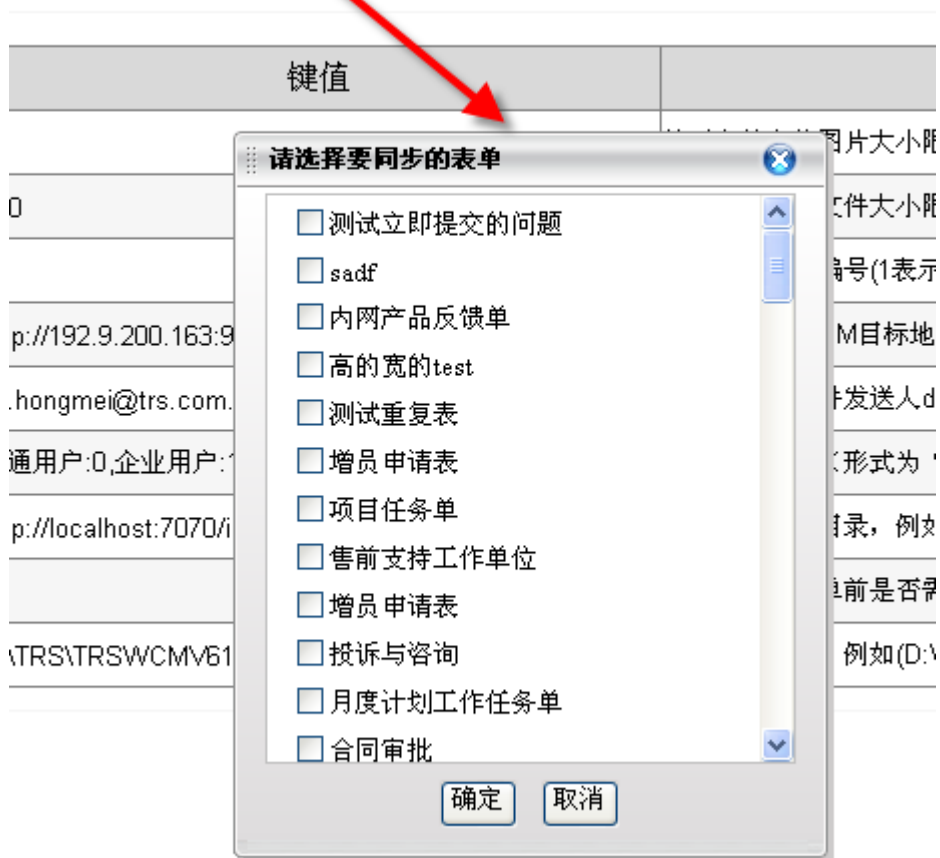 键值
请选择要同步的表单
图片大小限
0
文件大小限
测试立即提交的问题
sadf
编号(1表示
内网产品反馈单
p://192.9.200.163:9
M目标地
高的宽的test
.hongmei@trs.com.
件发送人d
测试重复表
通用户:0,企业用户:1
形式为 "
增员申请表
项目任务单
p://localhost:7070/i
目录，例如
售前支持工作单位
单前是否需
增员申请表
\TRS\TRSWCMV61
例如(D:\
投诉与咨询
月度计划工作任务单
合同审批
确定 取消